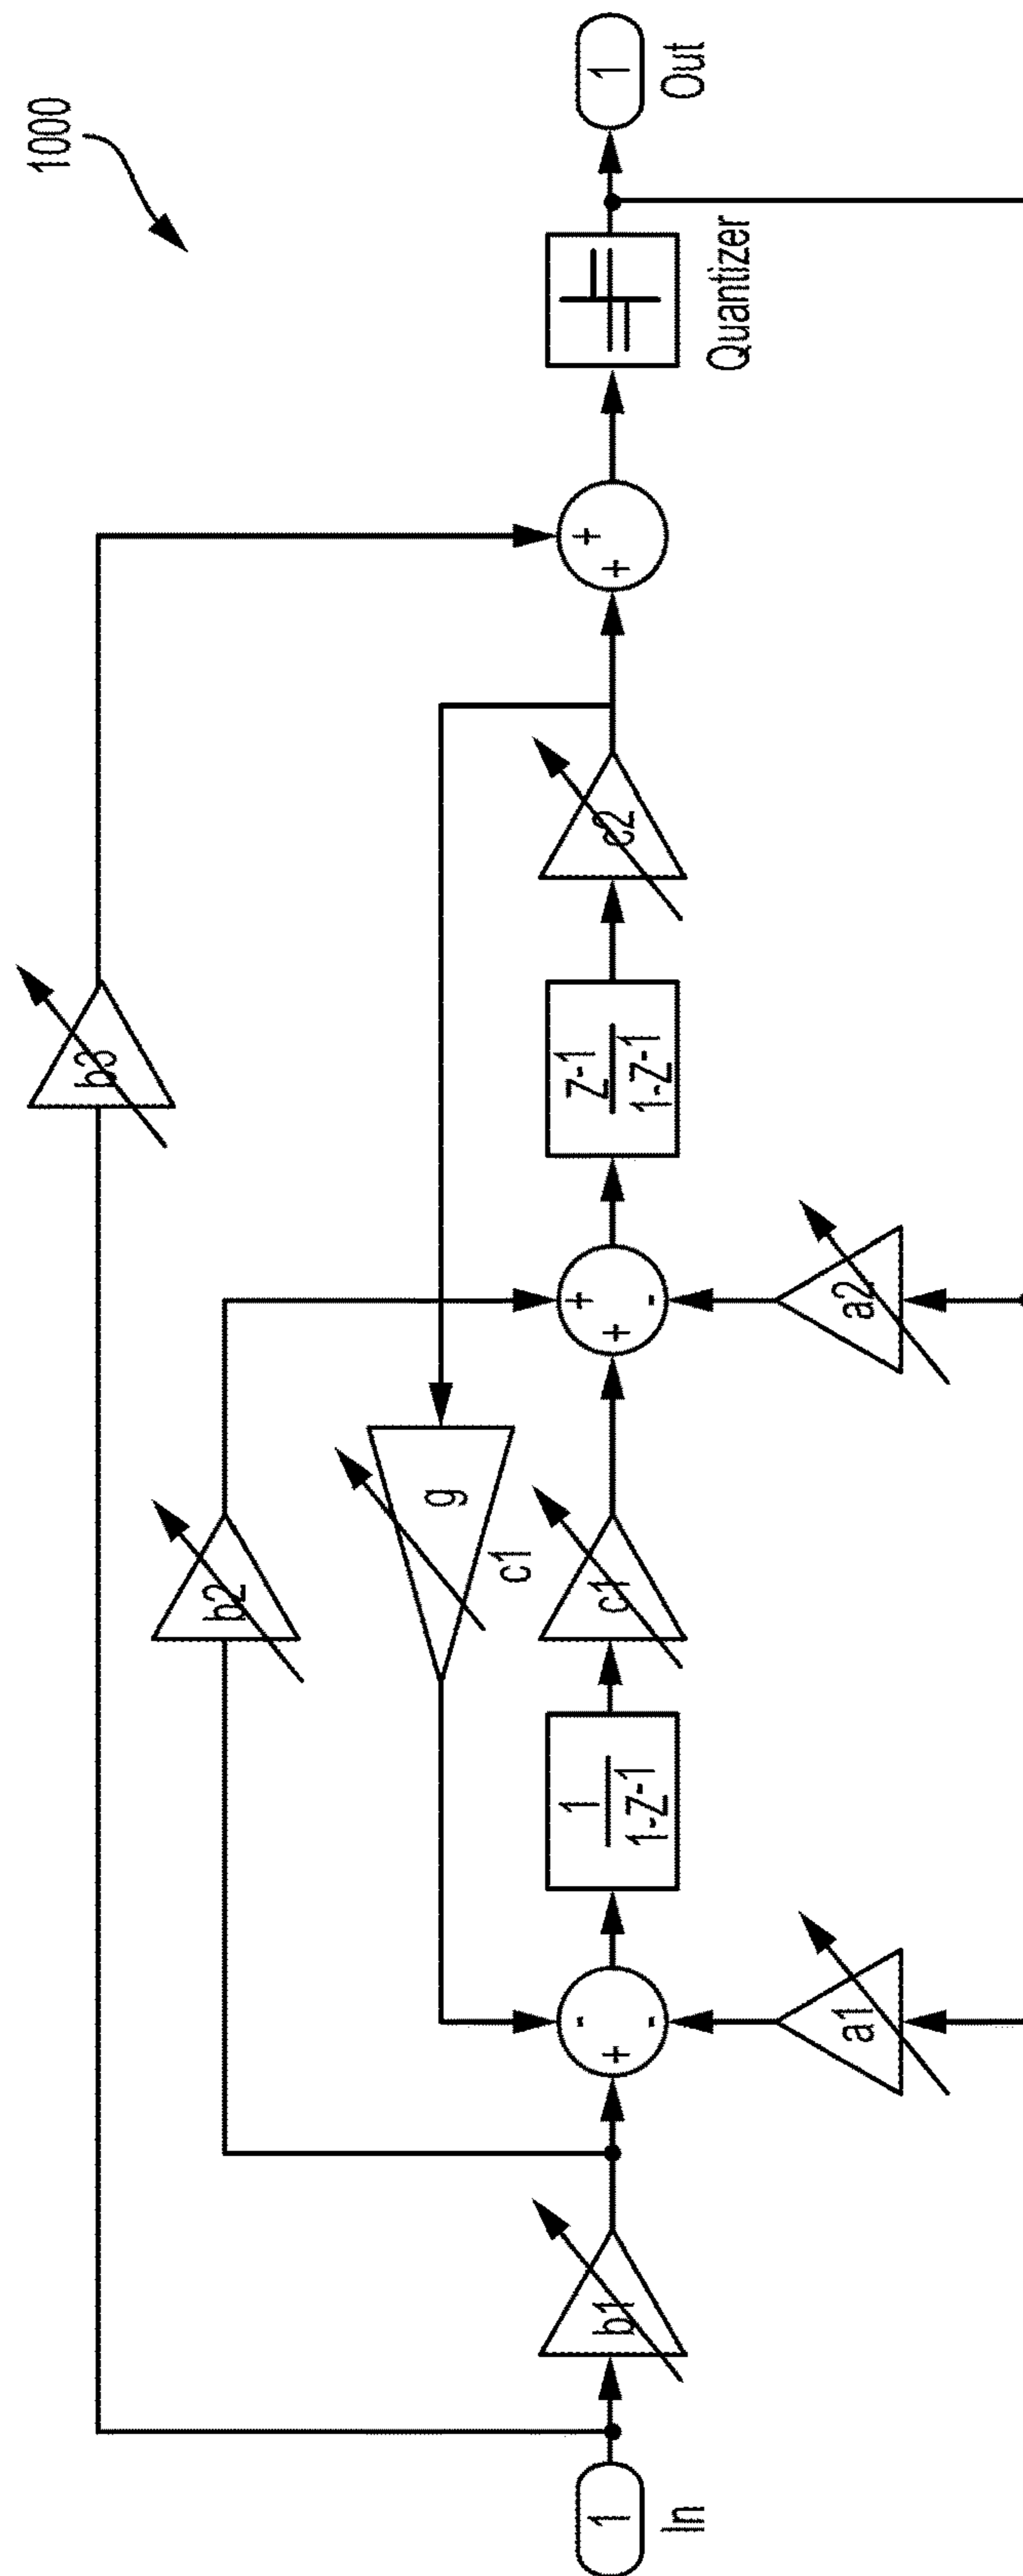 1000
b3
b2
g
c1
1
In
b1
+
-
-
1
1-Z-1
c1
+
+
-
Z-1
1-Z-1
c2
+
+
Quantizer
1
Out
a1
a2